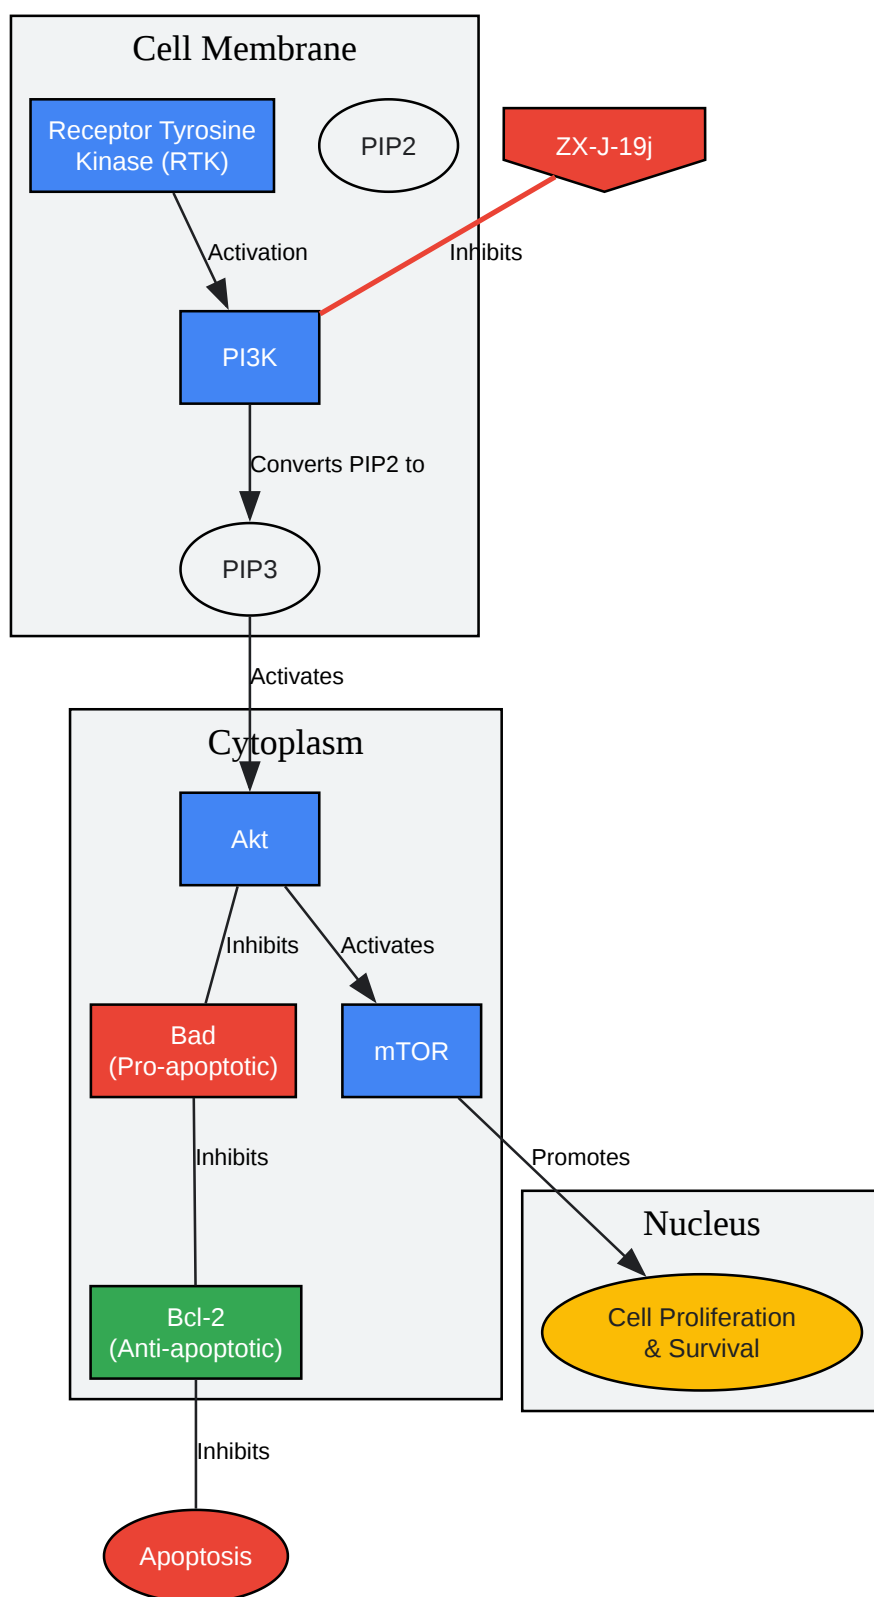 Cell Membrane
Receptor Tyrosine
Kinase (RTK)
PIP2
ZX-J-19j
Activation
Inhibits
PI3K
Converts PIP2 to
PIP3
Activates
Cytoplasm
Akt
Inhibits
Activates
Bad
(Pro-apoptotic)
mTOR
Inhibits
Promotes
Nucleus
Bcl-2
(Anti-apoptotic)
Cell Proliferation
& Survival
Inhibits
Apoptosis